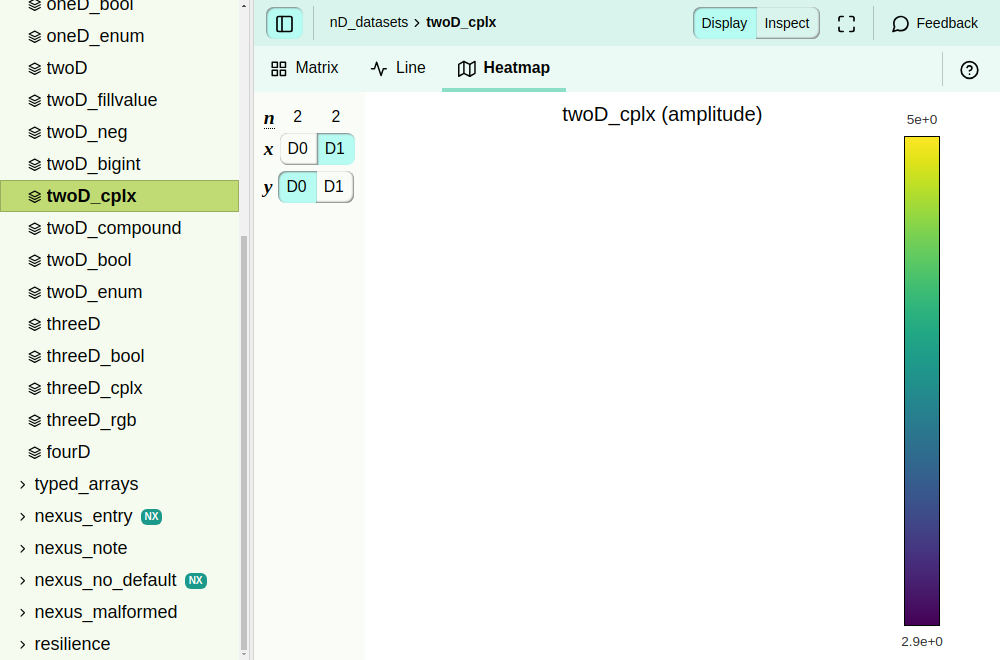 oneD_bool
oneD_enum
twoD
twoD_fillvalue
twoD_neg
twoD_bigint
twoD_cplx
twoD_compound
twoD_bool
twoD_enum
threeD
threeD_bool
threeD_cplx
threeD_rgb
fourD
typed_arrays
nexus_entry NX
nexus_note
nexus_no_default NX
nexus_malformed
resilience
nD_datasets › twoD_cplx
Display Inspect Feedback
Matrix Line Heatmap
n 2 2
x D0 D1
y D0 D1
twoD_cplx (amplitude)
5e+0
2.9e+0